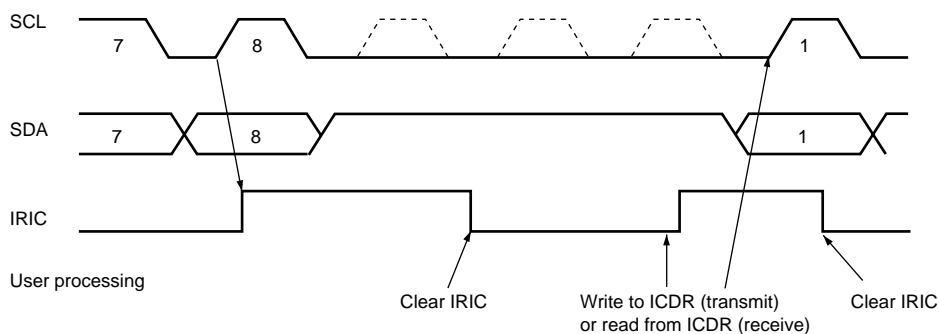 SCL
7 8 1
SDA
7 8 1
IRIC
User processing
Clear IRIC Write to ICDR (transmit) Clear IRIC
or read from ICDR (receive)